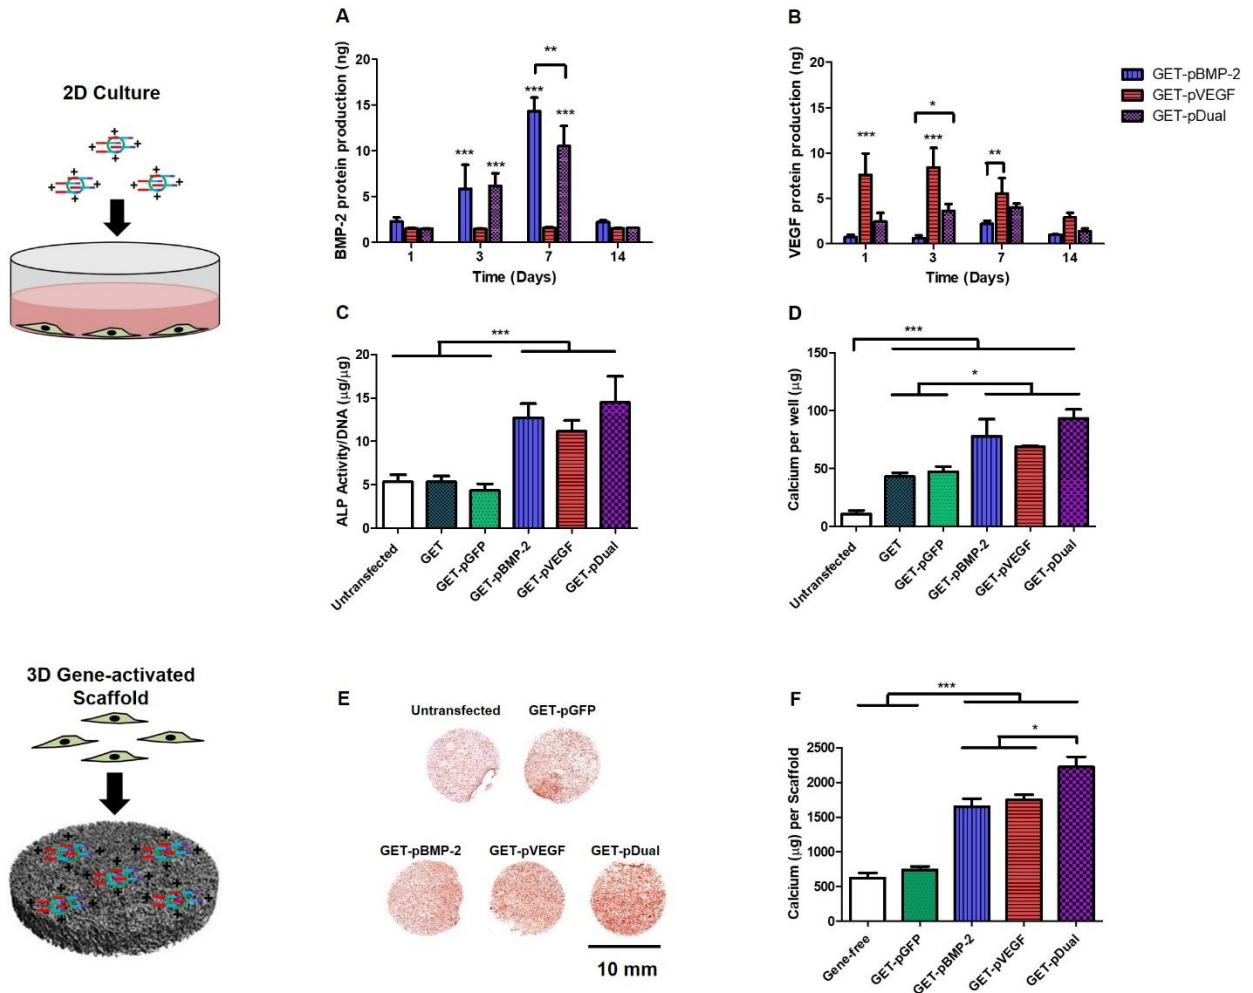 2D Culture
A
BMP-2 protein production (ng)
20
15
10
5
0
**
***
***
***
***
1 3 7 14
Time (Days)
B
VEGF protein production (ng)
20
15
10
5
0
***
*
***
**
1 3 7 14
Time (Days)
GET-pBMP-2
GET-pVEGF
GET-pDual
C
ALP Activity/DNA (µg/µg)
20
15
10
5
0
***
Untransfected
GET
GET-pGFP
GET-pBMP-2
GET-pVEGF
GET-pDual
D
Calcium per well (µg)
150
100
50
0
***
*
Untransfected
GET
GET-pGFP
GET-pBMP-2
GET-pVEGF
GET-pDual
3D Gene-activated
Scaffold
E
Untransfected GET-pGFP
GET-pBMP-2 GET-pVEGF GET-pDual
10 mm
F
Calcium (µg) per Scaffold
2500
2000
1500
1000
500
0
***
*
Gene-free
GET-pGFP
GET-pBMP-2
GET-pVEGF
GET-pDual